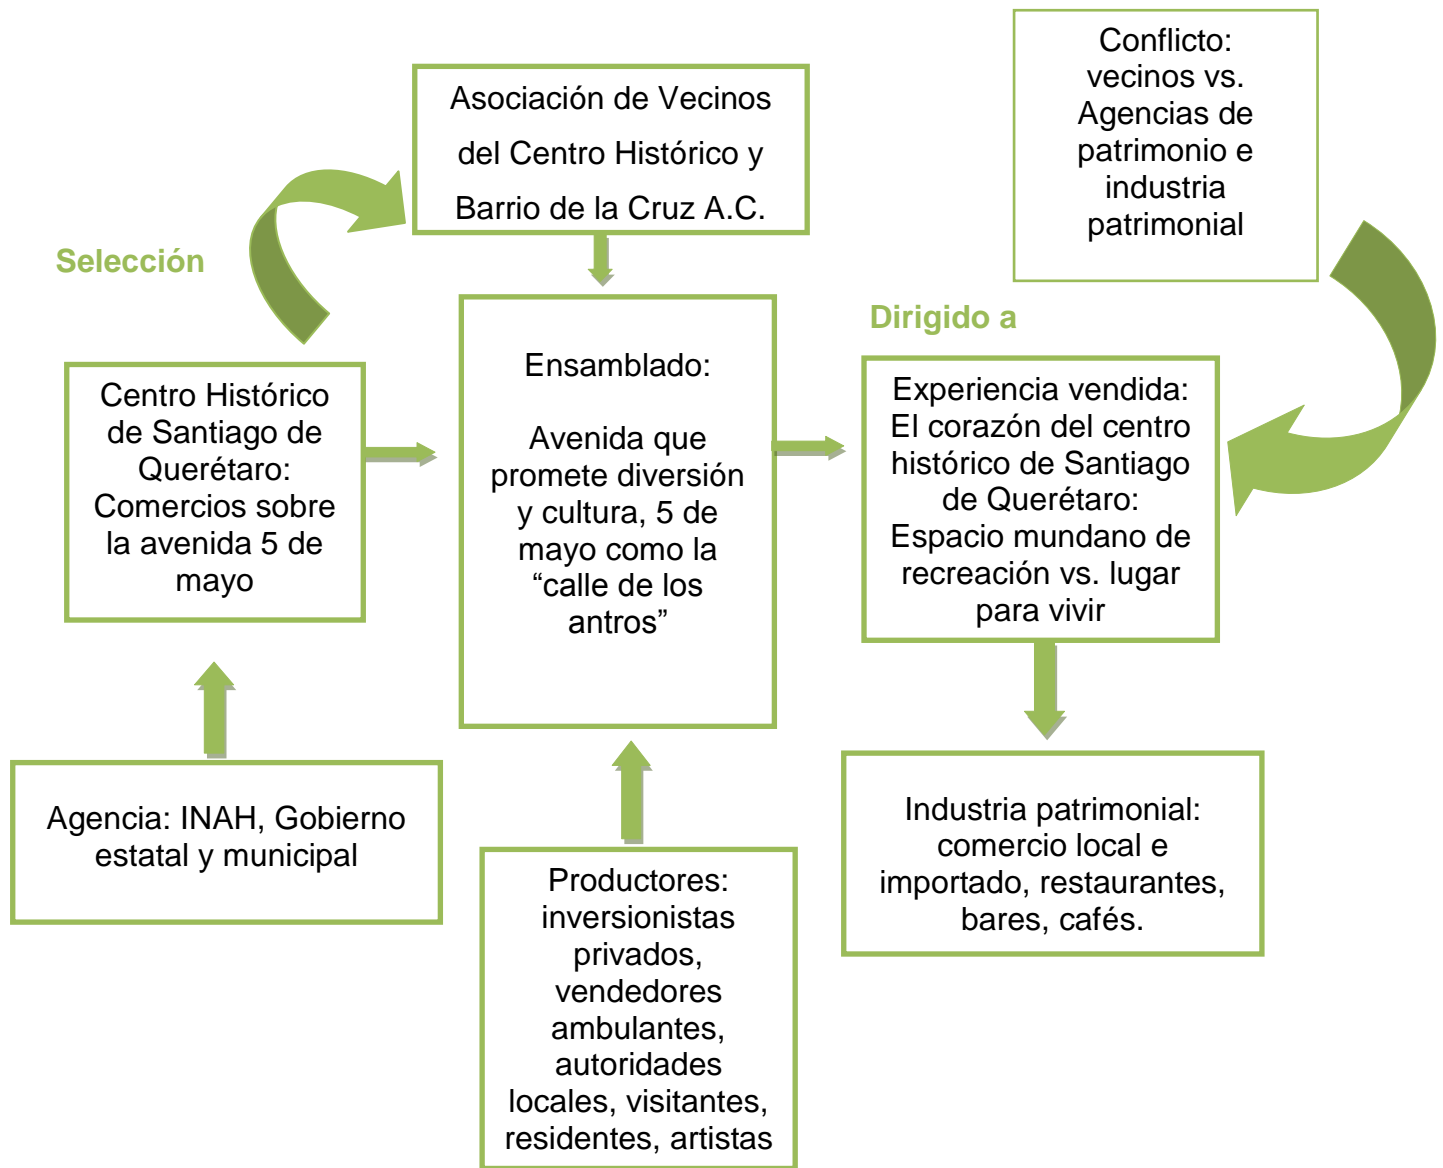 Conflicto:
vecinos vs.
Agencias de
patrimonio e
industria
patrimonial
Asociación de Vecinos
del Centro Histórico y
Barrio de la Cruz A.C.
Selección
Dirigido a
Centro Histórico
de Santiago de
Querétaro:
Comercios sobre
la avenida 5 de
mayo
Ensamblado:
Avenida que
promete diversión
y cultura, 5 de
mayo como la
“calle de los
antros”
Experiencia vendida:
El corazón del centro
histórico de Santiago
de Querétaro:
Espacio mundano de
recreación vs. lugar
para vivir
Agencia: INAH, Gobierno
estatal y municipal
Productores:
inversionistas
privados,
vendedores
ambulantes,
autoridades
locales, visitantes,
residentes, artistas
Industria patrimonial:
comercio local e
importado, restaurantes,
bares, cafés.